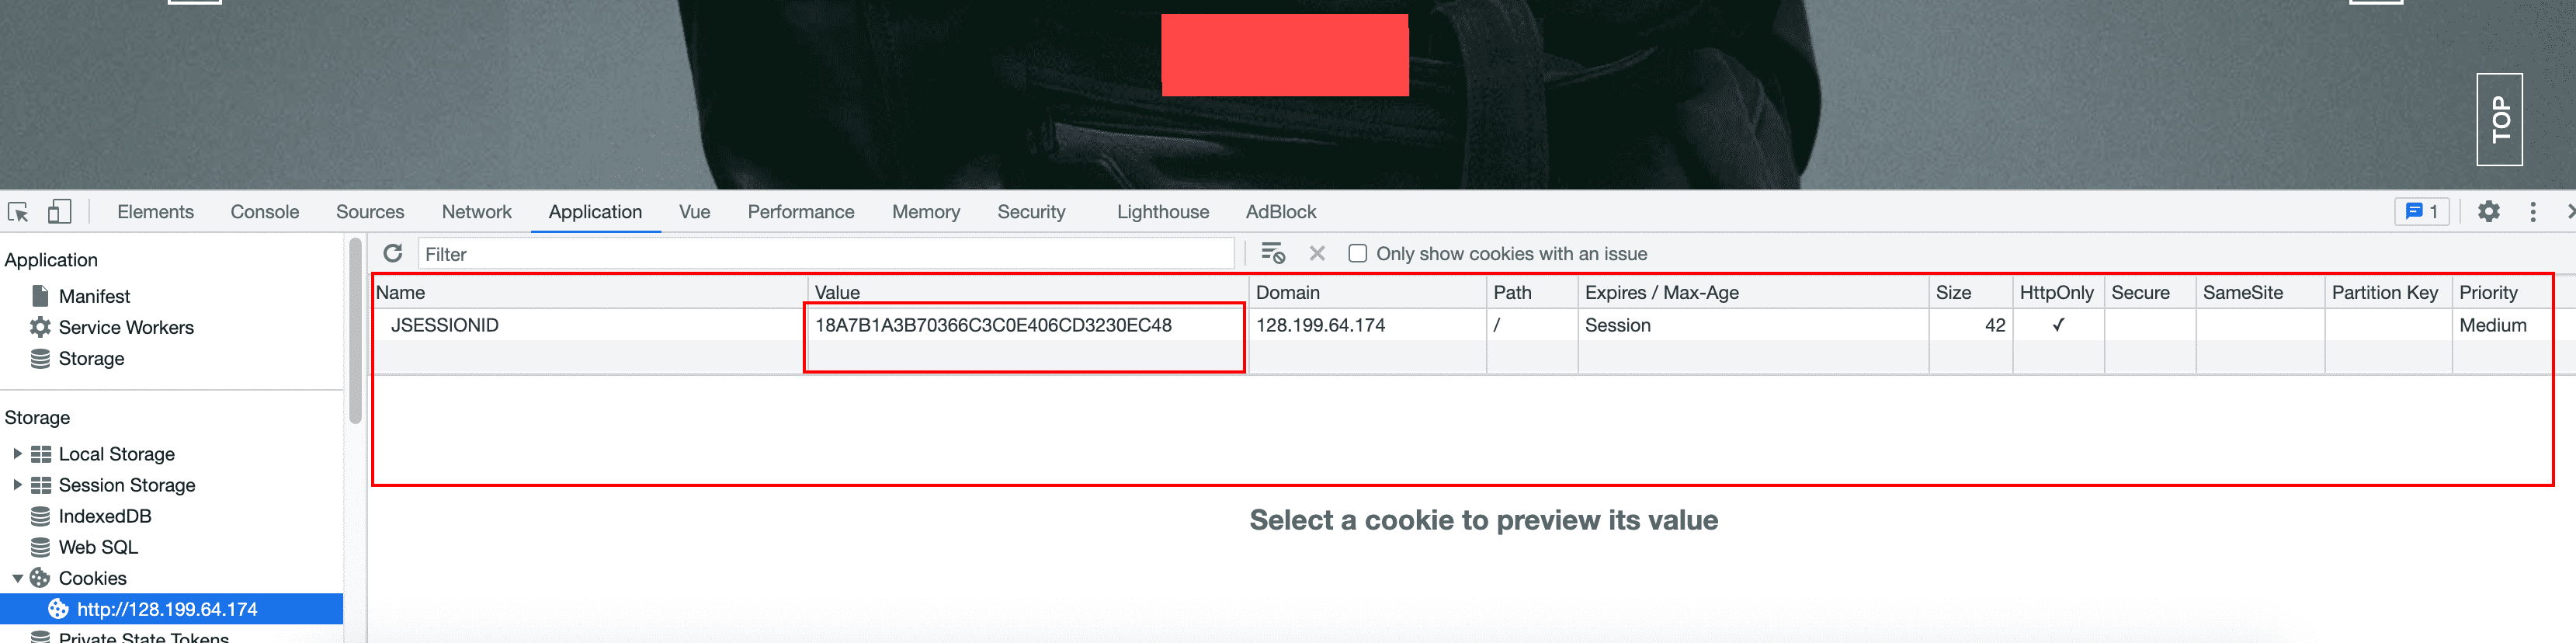 TOP
Elements Console Sources Network Application Vue Performance Memory Security Lighthouse AdBlock 1
Application
Manifest
Service Workers
Storage
Storage
Local Storage
Session Storage
IndexedDB
Web SQL
Cookies
http://128.199.64.174
Private State Tokens
Filter Only show cookies with an issue
Name Value Domain Path Expires / Max-Age Size HttpOnly Secure SameSite Partition Key Priority
JSESSIONID 18A7B1A3B70366C3C0E406CD3230EC48 128.199.64.174 / Session 42 ✓ Medium
Select a cookie to preview its value